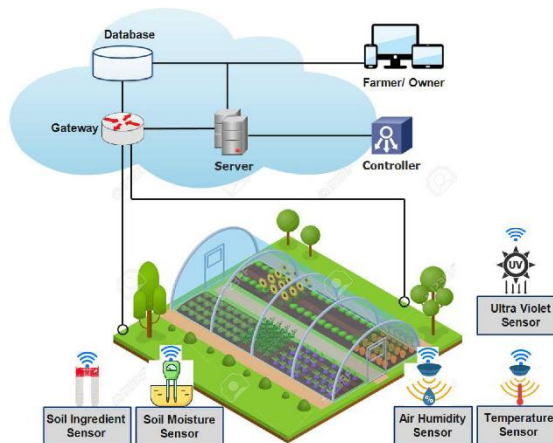 Database
Farmer/ Owner
Gateway
Server
Controller
UV
Ultra Violet
Sensor
%
Soil Ingredient
Sensor
Soil Moisture
Sensor
Air Humidity
Sensor
Temperature
Sensor